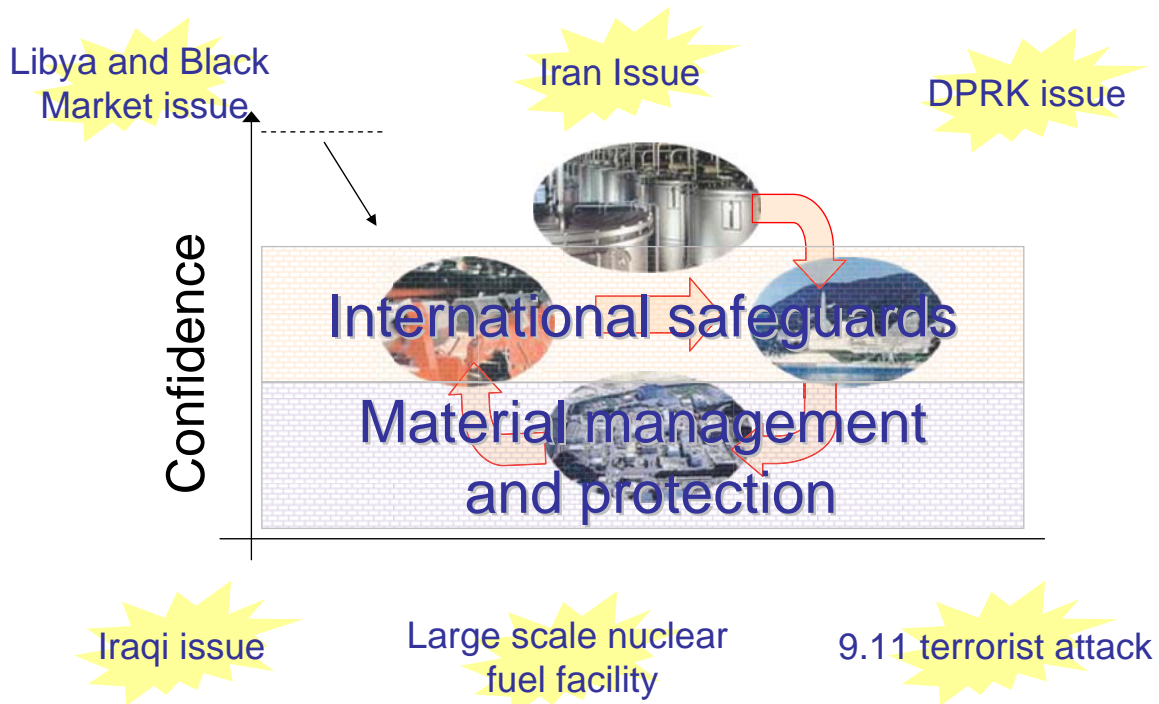 Libya and Black
Market issue
Iran Issue
DPRK issue
Confidence
International safeguards
Material management
and protection
Iraqi issue
Large scale nuclear
fuel facility
9.11 terrorist attack